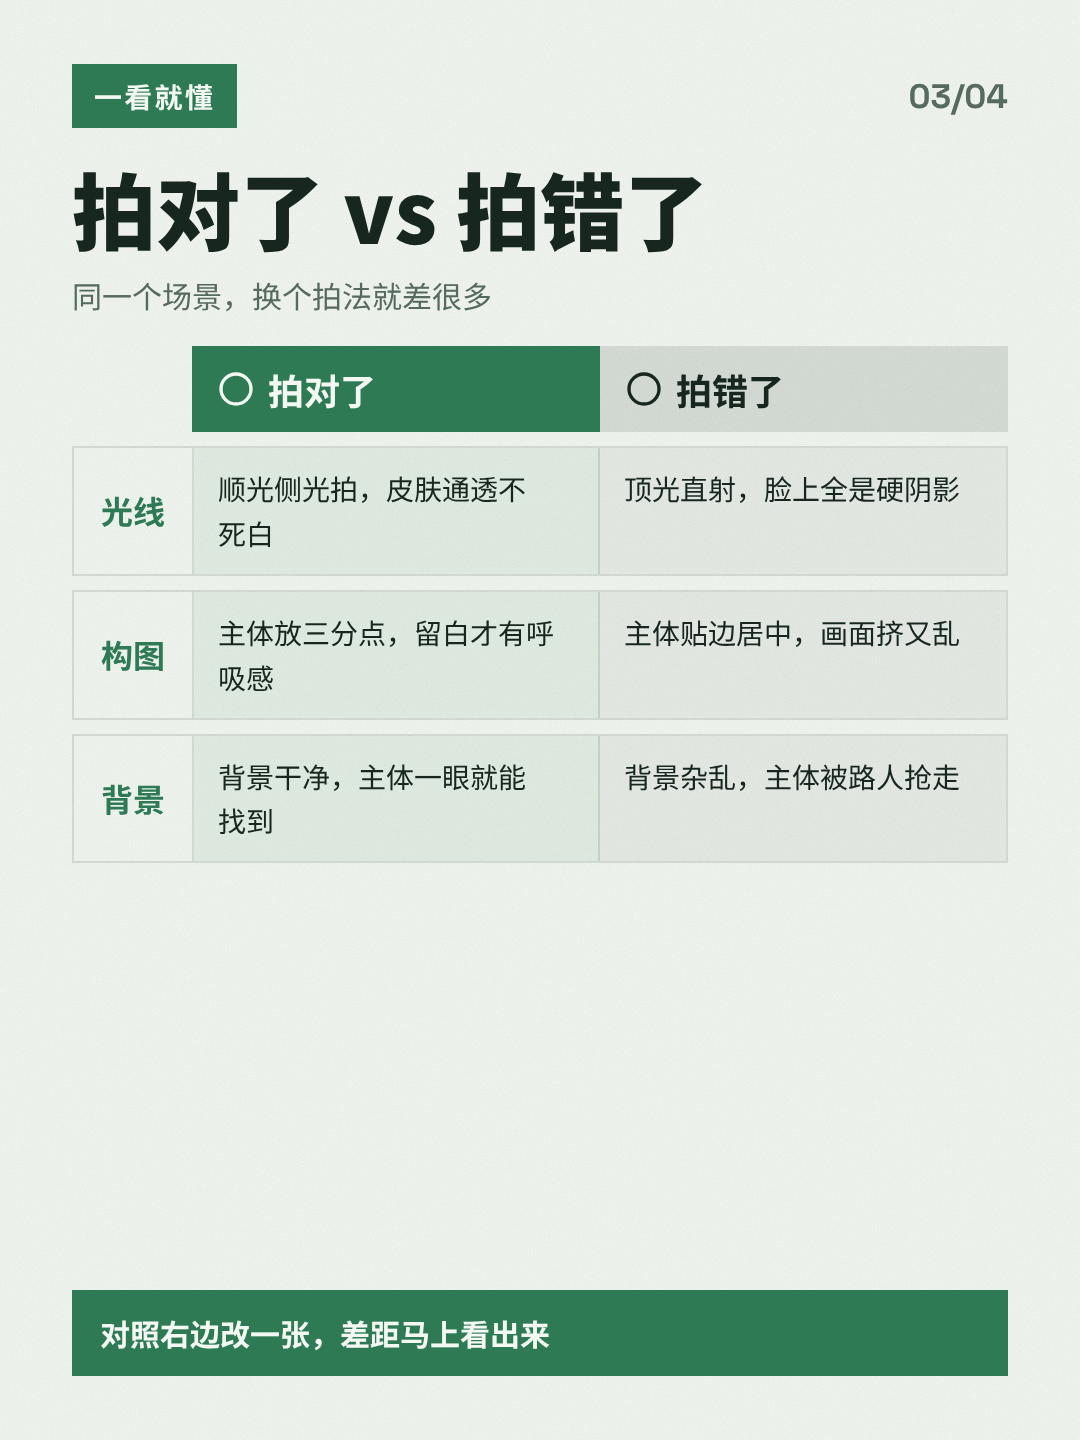 一看就懂
03/04
拍对了 vs 拍错了
同一个场景，换个拍法就差很多
拍对了
拍错了
光线
顺光侧光拍，皮肤通透不
死白
顶光直射，脸上全是硬阴影
构图
主体放三分点，留白才有呼
吸感
主体贴边居中，画面挤又乱
背景
背景干净，主体一眼就能
找到
背景杂乱，主体被路人抢走
对照右边改一张，差距马上看出来